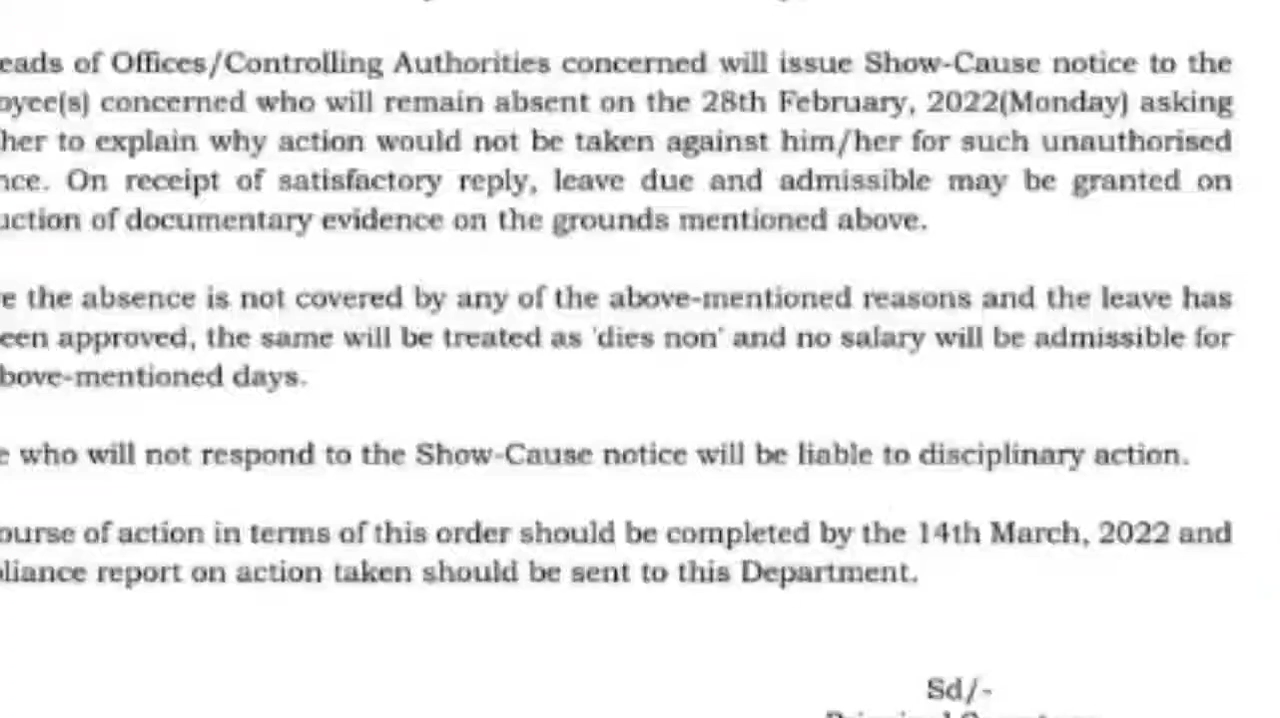 eads of Offices/Controlling Authorities concerned will issue Show-Cause notice to the
oyee(s) concerned who will remain absent on the 28th February, 2022(Monday) asking
her to explain why action would not be taken against him/her for such unauthorised
nce. On receipt of satisfactory reply, leave due and admissible may be granted on
uction of documentary evidence on the grounds mentioned above.
e the absence is not covered by any of the above-mentioned reasons and the leave has
een approved, the same will be treated as 'dies non' and no salary will be admissible for
bove-mentioned days.
e who will not respond to the Show-Cause notice will be liable to disciplinary action.
ourse of action in terms of this order should be completed by the 14th March, 2022 and
liance report on action taken should be sent to this Department.
Sd/-